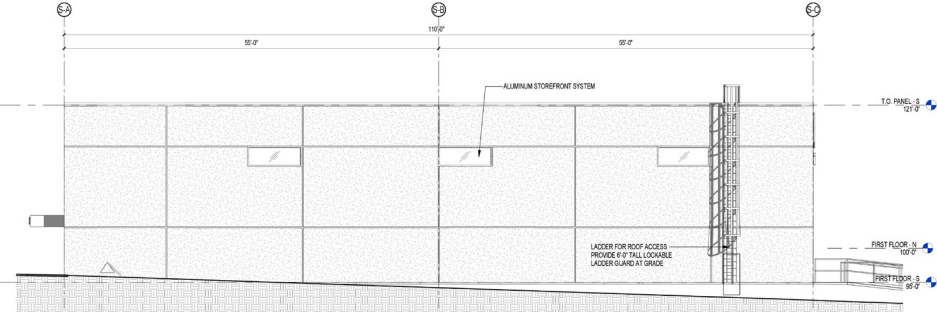 S-A
S-B
S-C
110'-0"
55'-0"
55'-0"
ALUMINUM STOREFRONT SYSTEM
T.O. PANEL - S
121'-0"
LADDER FOR ROOF ACCESS
PROVIDE 6'-0" TALL LOCKABLE
LADDER GUARD AT GRADE
FIRST FLOOR - N
100'-0"
FIRST FLOOR - S
95'-0"